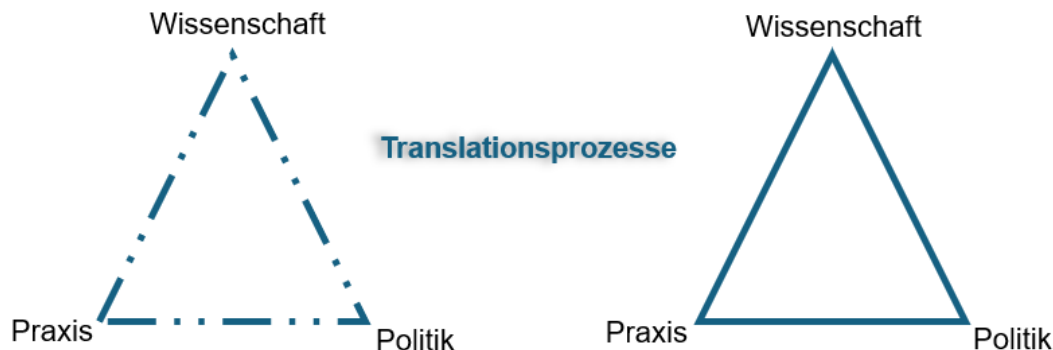 Wissenschaft
Wissenschaft
Translationsprozesse
Praxis
Politik
Praxis
Politik